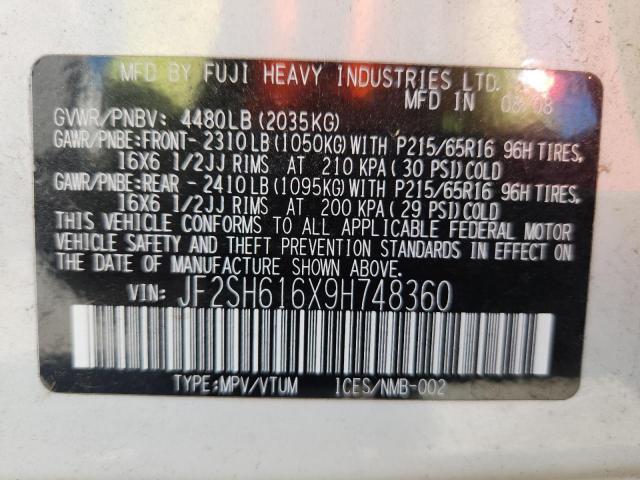 MFD BY FUJI HEAVY INDUSTRIES LTD.
MFD IN 08/08
GVWR/PNBV: 4480LB(2035KG)
GAWR/PNBE:FRONT-2310LB(1050KG)WITH P215/65R16 96H TIRES,
16X6 1/2JJ RIMS AT 210 KPA(30 PSI)COLD
GAWR/PNBE:REAR -2410LB(1095KG)WITH P215/65R16 96H TIRES,
16X6 1/2JJ RIMS AT 200 KPA(29 PSI)COLD
THIS VEHICLE CONFORMS TO ALL APPLICABLE FEDERAL MOTOR
VEHICLE SAFETY AND THEFT PREVENTION STANDARDS IN EFFECT ON
THE DATE OF MANUFACTURE SHOWN ABOVE.
VIN: JF2SH616X9H748360
TYPE:MPV/VTUM ICES/NMB-002